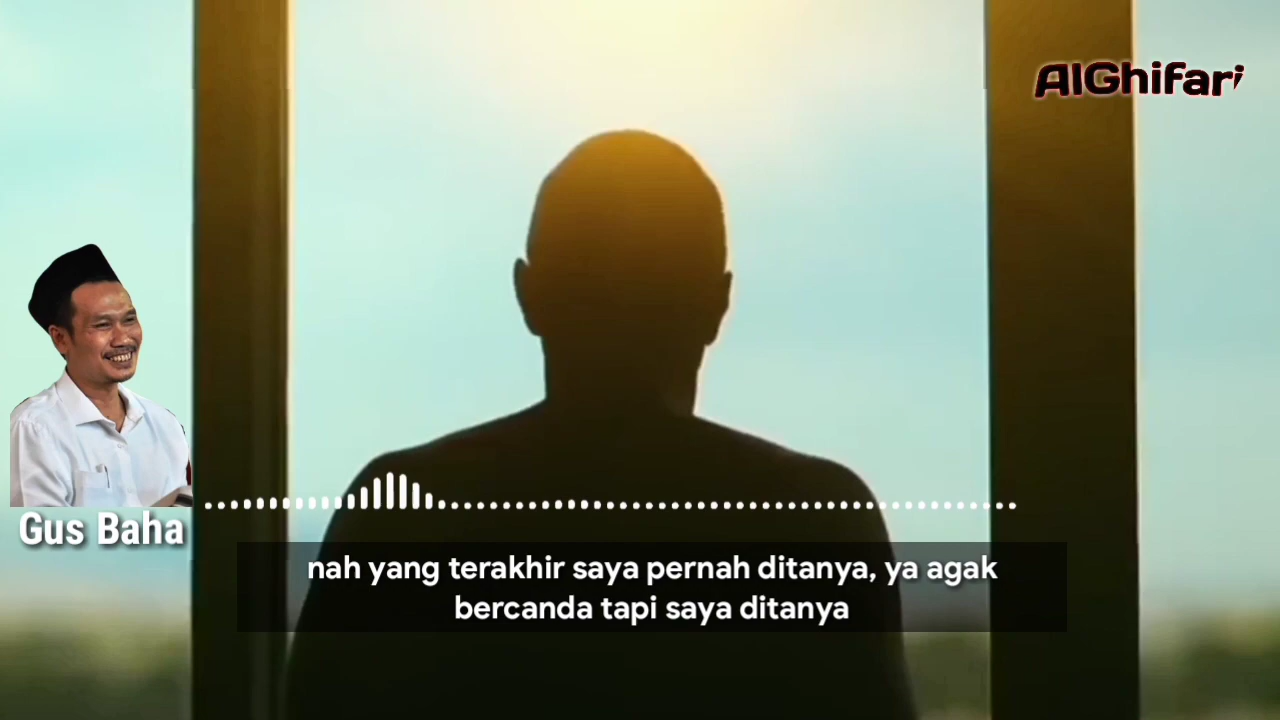 AlGhifari
Gus Baha
nah yang terakhir saya pernah ditanya, ya agak
bercanda tapi saya ditanya